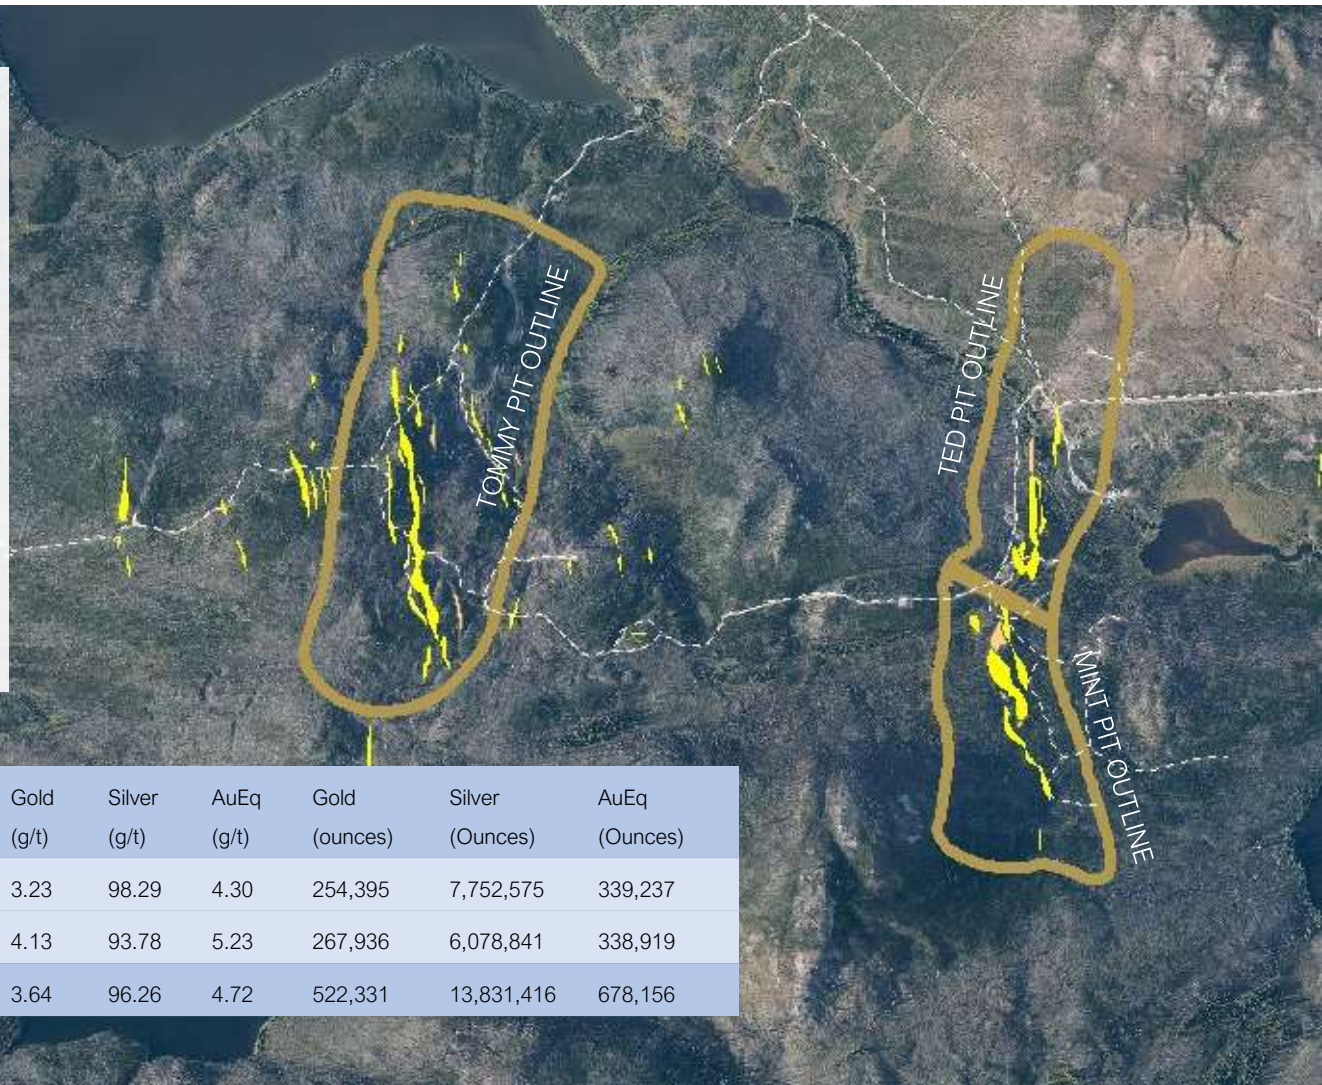 TOMMY PIT OUTLINE
TED PIT OUTLINE
MINT PIT OUTLINE
Gold Silver AuEq Gold Silver AuEq
(g/t) (g/t) (g/t) (ounces) (Ounces) (Ounces)
3.23 98.29 4.30 254,395 7,752,575 339,237
4.13 93.78 5.23 267,936 6,078,841 338,919
3.64 96.26 4.72 522,331 13,831,416 678,156